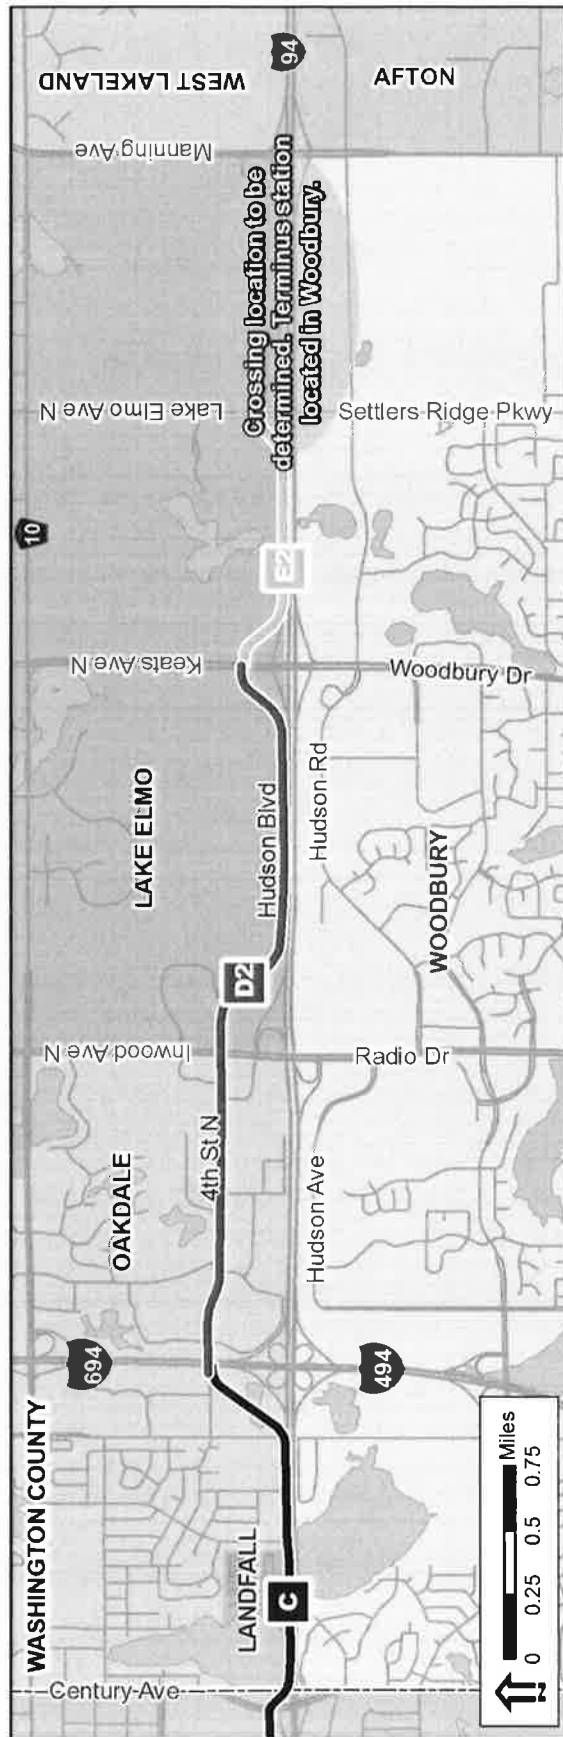 WASHINGTON COUNTY
694
OAKDALE
LAKE ELMO
10
WEST LAKELAND
Century Ave
LANDFALL
C
4th St N
Inwood Ave N
D2
Hudson Blvd
Keats Ave N
E2
Lake Elmo Ave N
Manning Ave
94
AFTON
Crossing location to be
determined. Terminus station
located in Woodbury.
494
Hudson Ave
Radio Dr
Hudson Rd
WOODBURY
Woodbury Dr
Settlers Ridge Pkwy
N
0 0.25 0.5 0.75
Miles